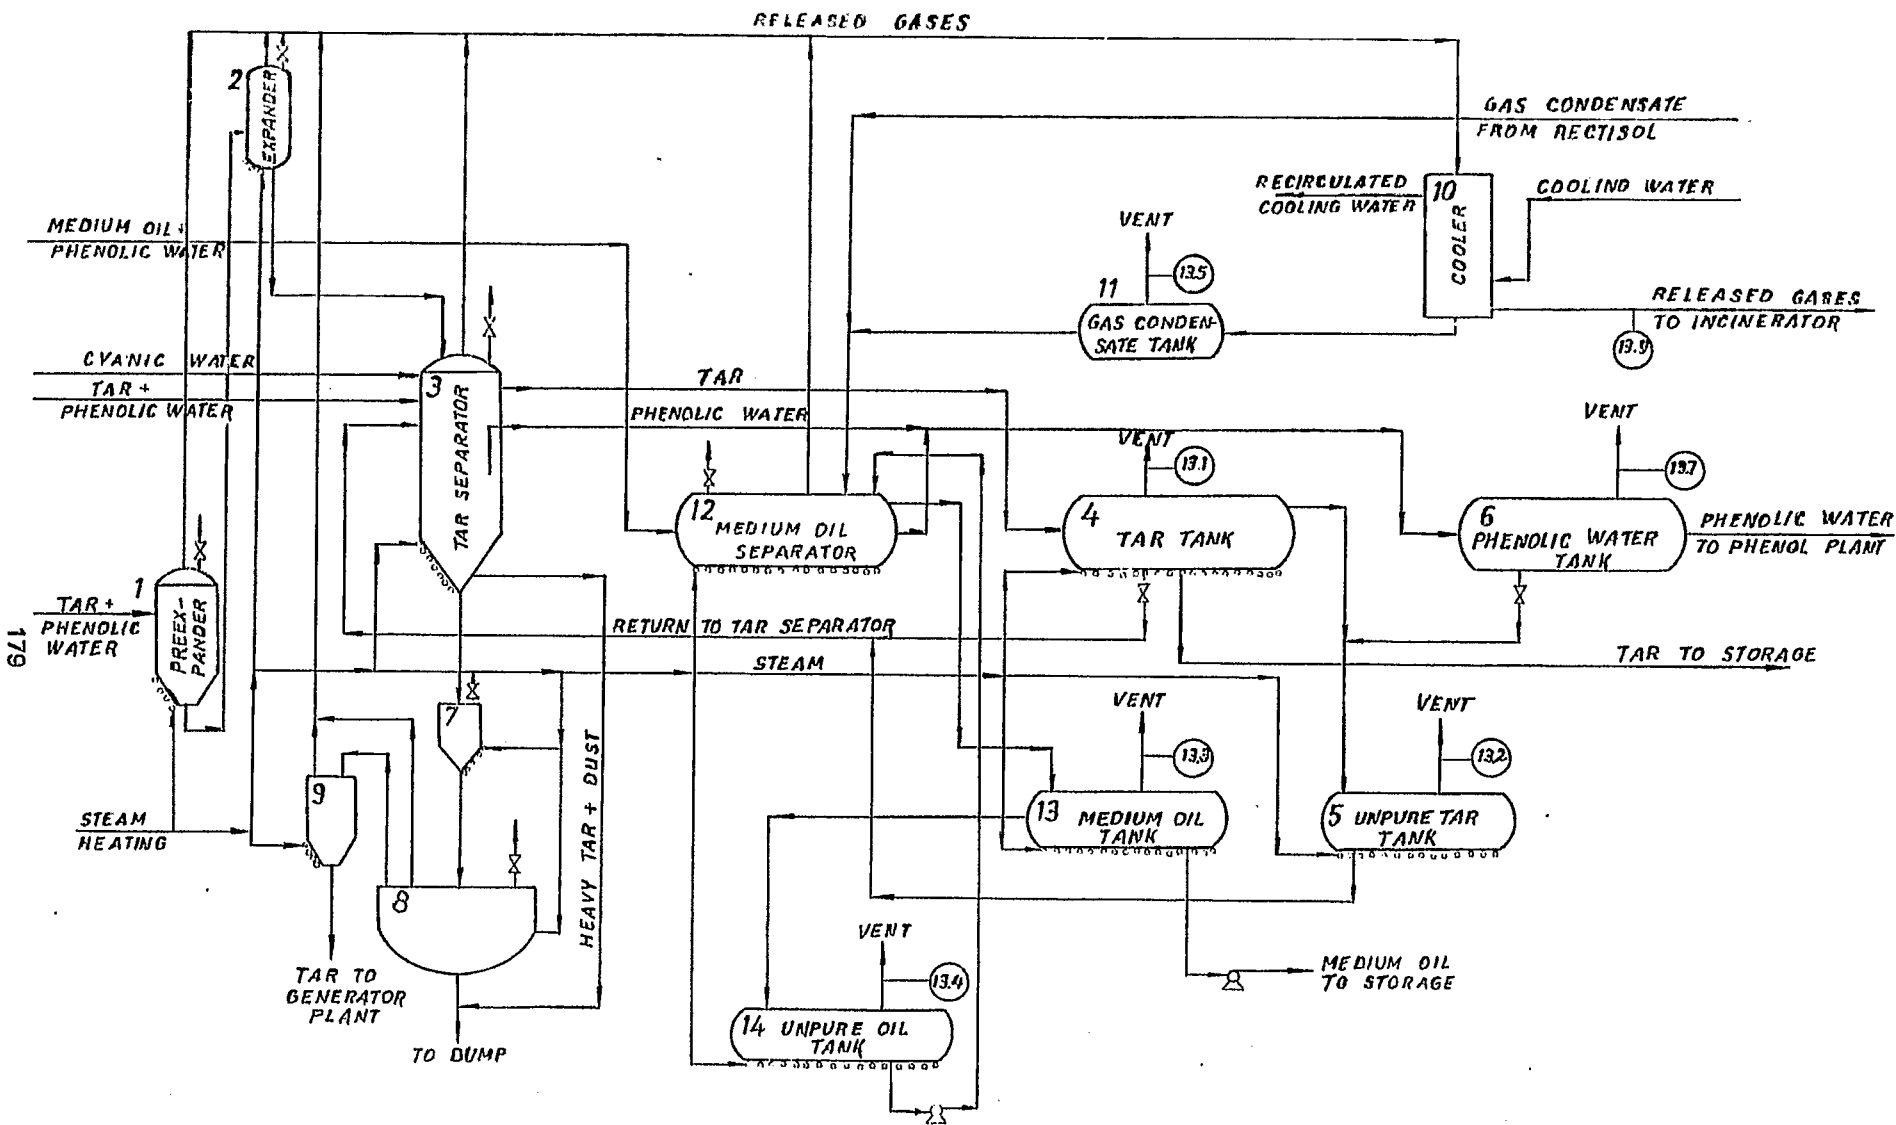 RELEASED GASES
2
EXPANDER
GAS CONDENSATE
FROM RECTISOL
RECIRCULATED
COOLING WATER
10
COOLER
COOLIND WATER
MEDIUM OIL+
PHENOLIC WATER
VENT
13.5
11
GAS CONDEN-
SATE TANK
RELEASED GASES
TO INCINERATOR
13.9
CYANIC WATER
TAR+
PHENOLIC WATER
3
TAR SEPARATOR
TAR
PHENOLIC WATER
VENT
13.1
VENT
13.7
12
MEDIUM OIL
SEPARATOR
4
TAR TANK
6
PHENOLIC WATER
TANK
PHENOLIC WATER
TO PHENOL PLANT
1
PREEX-
PANDER
TAR+
PHENOLIC
WATER
179
RETURN TO TAR SEPARATOR
STEAM
TAR TO STORAGE
7
VENT
13.3
VENT
13.2
HEAVY TAR + DUST
STEAM
HEATING
9
13
MEDIUM OIL
TANK
5
UNPURE TAR
TANK
8
VENT
13.4
TAR TO
GENERATOR
PLANT
MEDIUM OIL
TO STORAGE
14
UNPURE OIL
TANK
TO DUMP